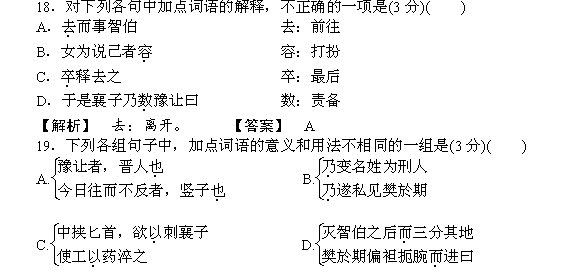 18．对下列各句中加点词语的解释，不正确的一项是(3 分)(　　)
A．去而事智伯　　去：前往
B．女为说己者容　　容：打扮
C．卒释去之　　卒：最后
D．于是襄子乃数豫让曰　　数：责备
【解析】　去：离开。　　【答案】　A
19．下列各组句子中，加点词语的意义和用法不相同的一组是(3 分)(　　)
A.
豫让者，晋人也
今日往而不反者，竖子也
B.
乃变名姓为刑人
乃遂私见樊於期
C.
中挟匕首，欲以刺襄子
使工以药淬之
D.
灭智伯之后而三分其地
樊於期偏袒扼腕而进曰